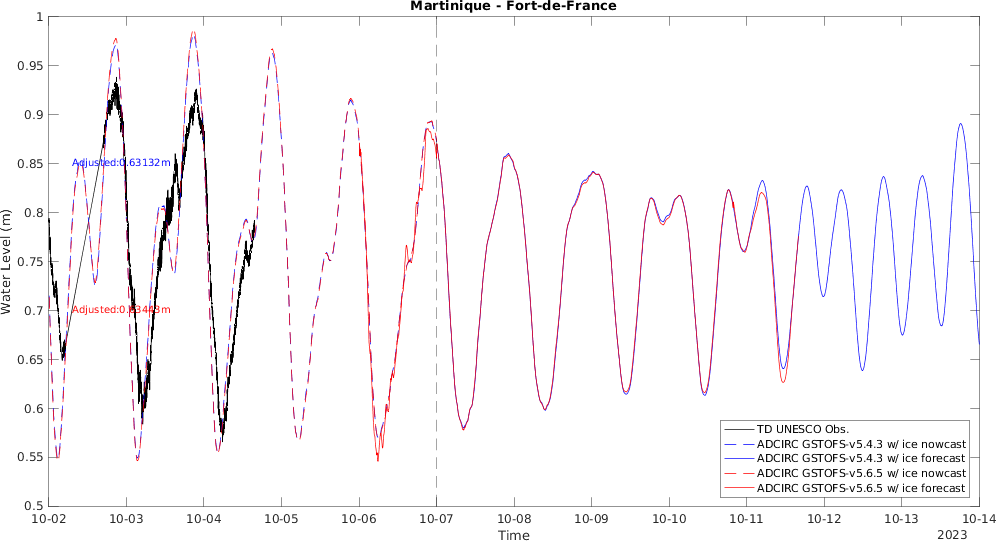 Martinique - Fort-de-France
Water Level (m)
1
0.95
0.9
0.85
0.8
0.75
0.7
0.65
0.6
0.55
0.5
Adjusted:0.63132m
Adjusted:0.63443m
TD UNESCO Obs.
ADCIRC GSTOFS-v5.4.3 w/ ice nowcast
ADCIRC GSTOFS-v5.4.3 w/ ice forecast
ADCIRC GSTOFS-v5.6.5 w/ ice nowcast
ADCIRC GSTOFS-v5.6.5 w/ ice forecast
10-02 10-03 10-04 10-05 10-06 10-07 10-08 10-09 10-10 10-11 10-12 10-13 10-14
Time
2023